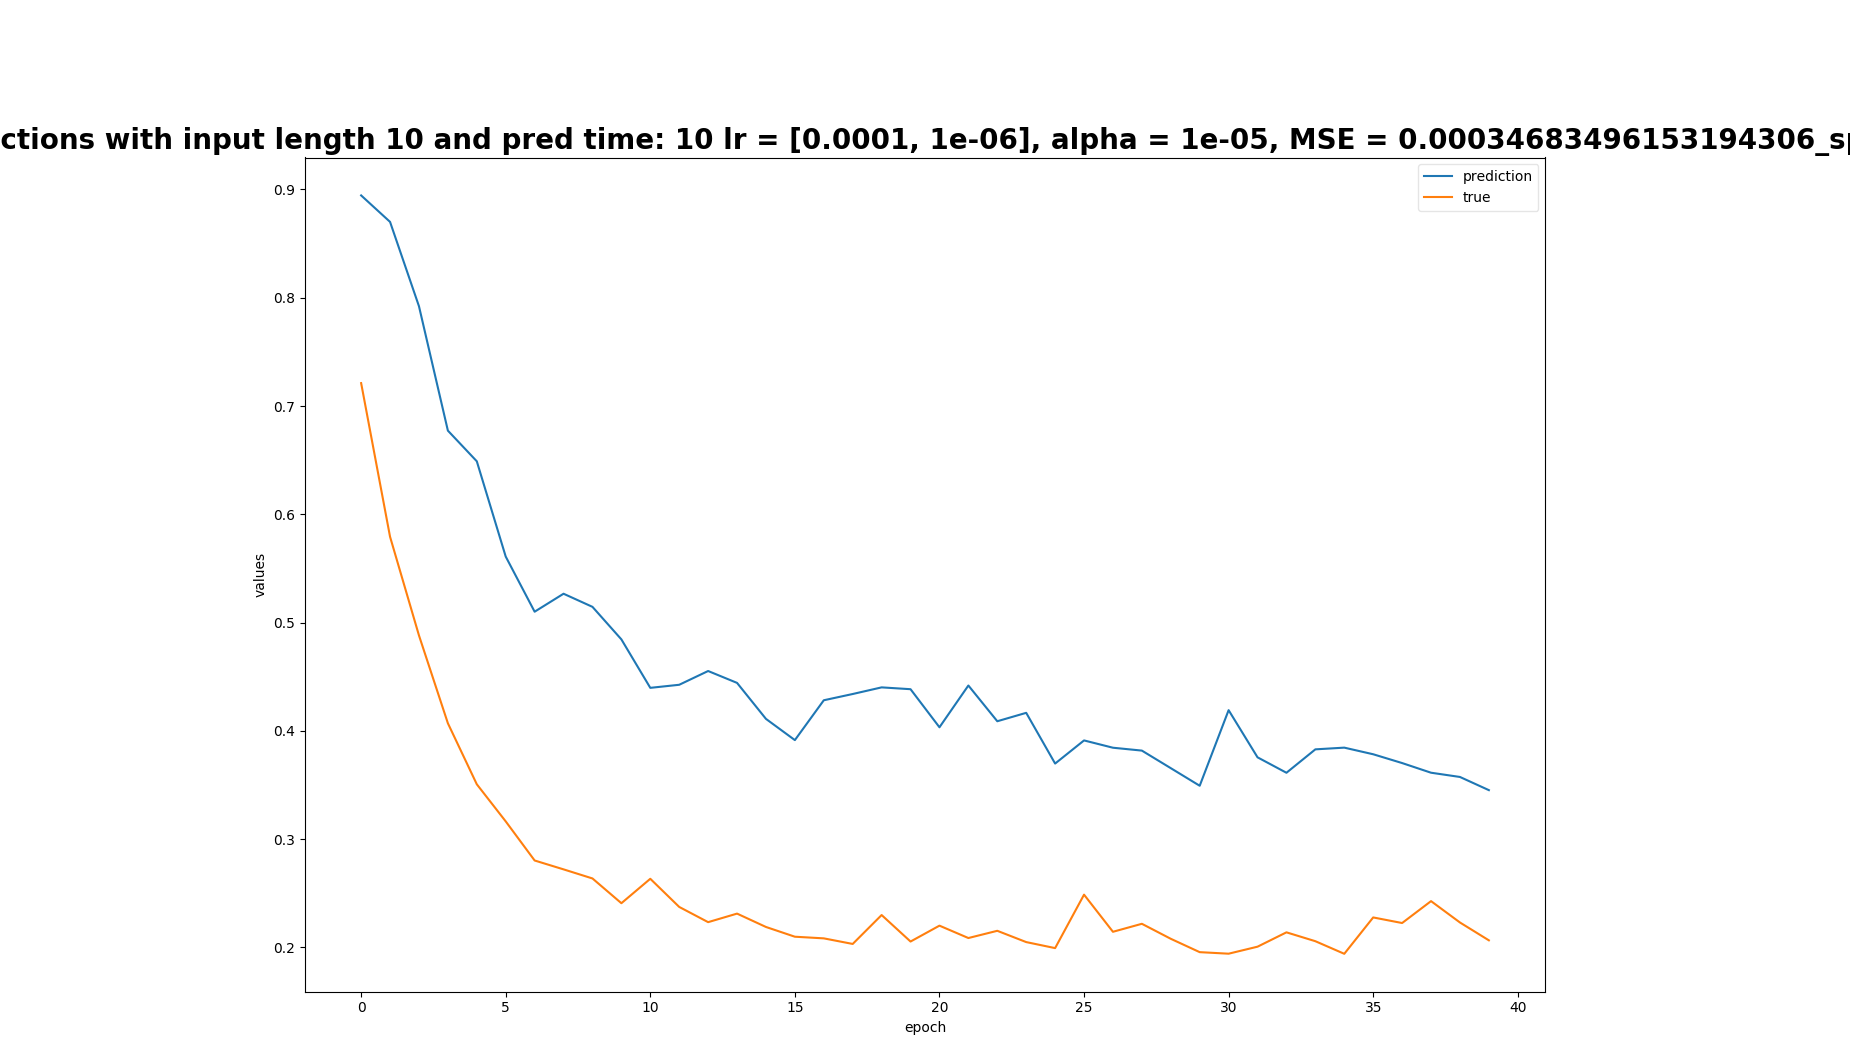 ctions with input length 10 and pred time: 10 lr = [0.0001, 1e-06], alpha = 1e-05, MSE = 0.00034683496153194306_sp
prediction
true
0.9
0.8
0.7
0.6
0.5
0.4
0.3
0.2
values
0 5 10 15 20 25 30 35 40
epoch